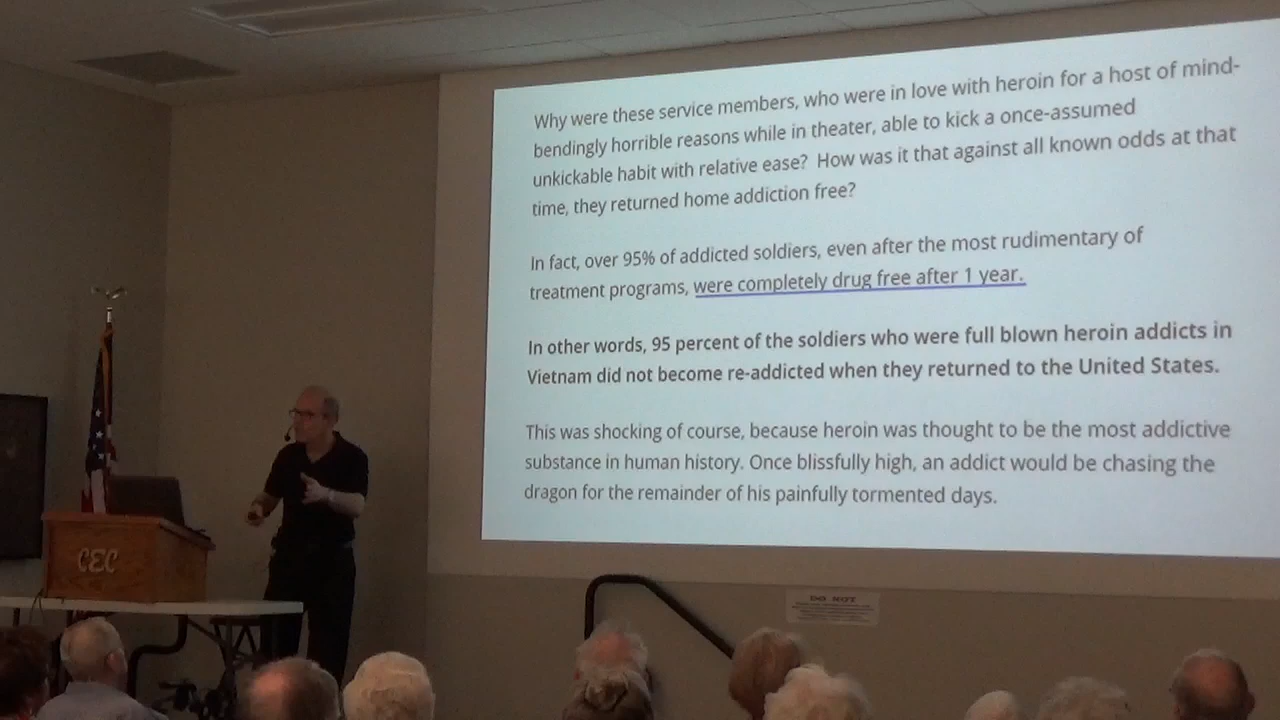 Why were these service members, who were in love with heroin for a host of mind-
bendingly horrible reasons while in theater, able to kick a once-assumed
unkickable habit with relative ease?  How was it that against all known odds at that
time, they returned home addiction free?
In fact, over 95% of addicted soldiers, even after the most rudimentary of
treatment programs, were completely drug free after 1 year.
In other words, 95 percent of the soldiers who were full blown heroin addicts in
Vietnam did not become re-addicted when they returned to the United States.
This was shocking of course, because heroin was thought to be the most addictive
substance in human history. Once blissfully high, an addict would be chasing the
dragon for the remainder of his painfully tormented days.
CEC
DO NOT